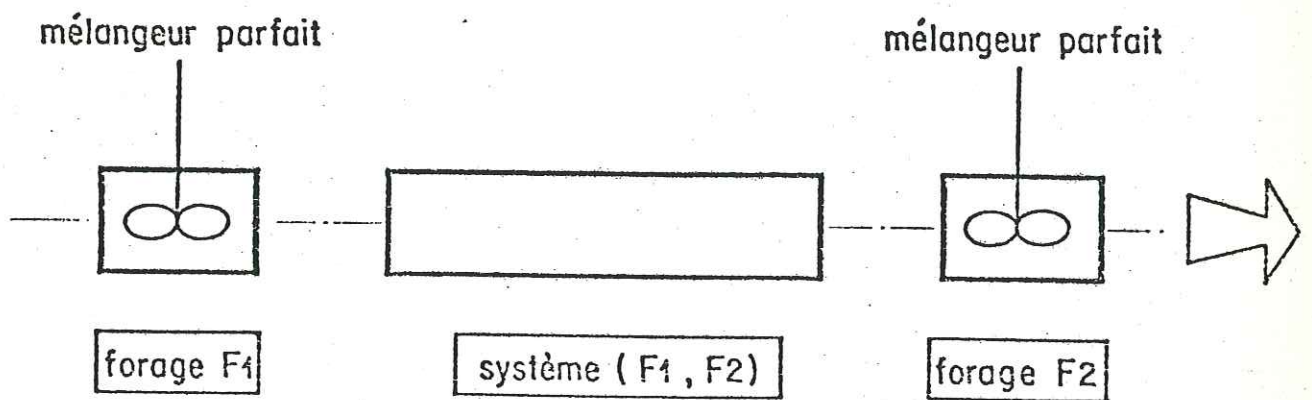 mélangeur parfait
mélangeur parfait
forage F1
système ( F1 , F2)
forage F2